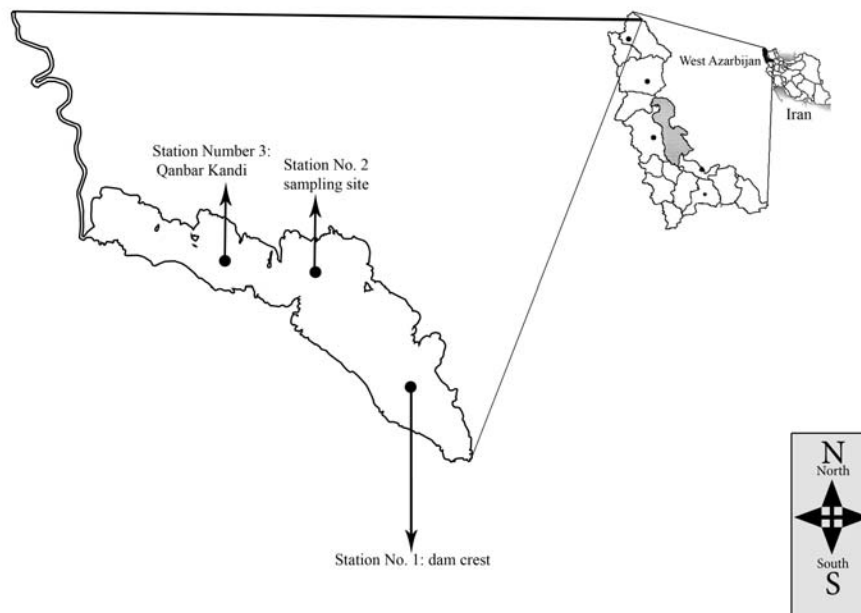 West Azarbijan
Iran
Station Number 3:
Qanbar Kandi
Station No. 2
sampling site
Station No. 1: dam crest
N
North
South
S